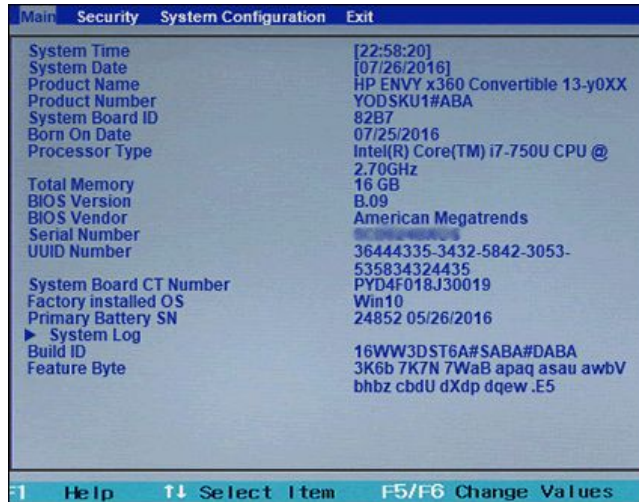 Main Security System Configuration Exit
System Time [22:58:20]
System Date [07/26/2016]
Product Name HP ENVY x360 Convertible 13-y0XX
Product Number YODSKU1#ABA
System Board ID 82B7
Born On Date 07/25/2016
Processor Type Intel(R) Core(TM) i7-750U CPU @
2.70GHz
Total Memory 16 GB
BIOS Version B.09
BIOS Vendor American Megatrends
Serial Number
UUID Number 36444335-3432-5842-3053-
535834324435
System Board CT Number PYD4F018J30019
Factory installed OS Win10
Primary Battery SN 24852 05/26/2016
► System Log
Build ID 16WW3DST6A#SABA#DABA
Feature Byte 3K6b 7K7N 7WaB apaq asau awbV
bhbz cbdU dXdp dqew .E5
F1 Help ↑↓ Select Item F5/F6 Change Values